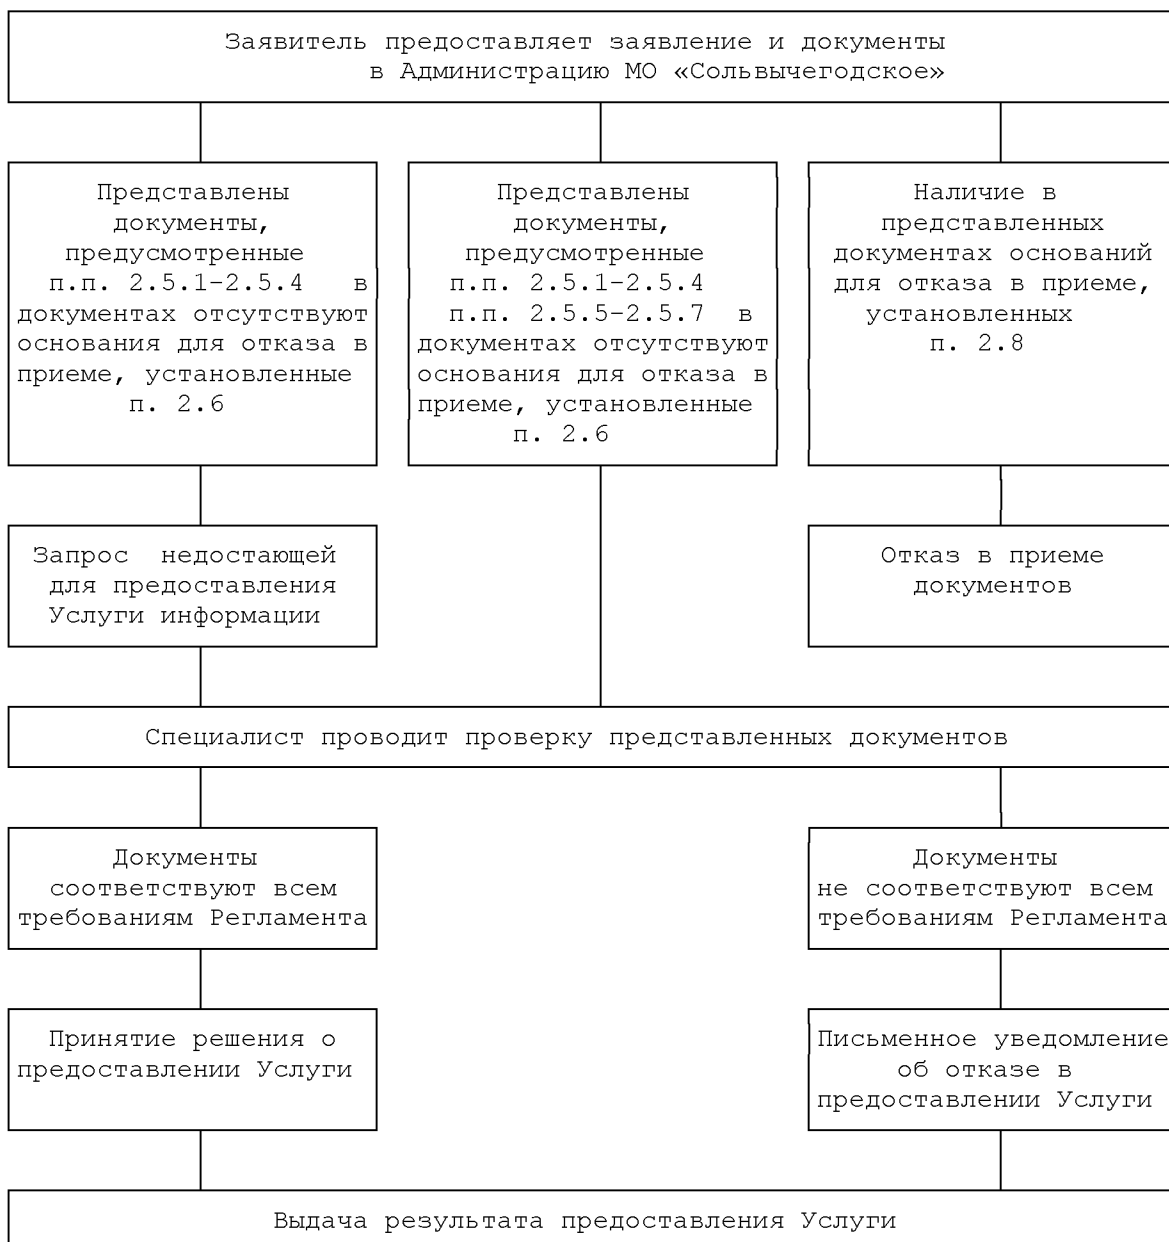 Заявитель предоставляет заявление и документы
в Администрацию МО «Сольвычегодское»
Представлены
документы,
предусмотренные
п.п. 2.5.1-2.5.4 в
документах отсутствуют
основания для отказа в
приеме, установленные
п. 2.6
Представлены
документы,
предусмотренные
п.п. 2.5.1-2.5.4
п.п. 2.5.5-2.5.7 в
документах отсутствуют
основания для отказа в
приеме, установленные
п. 2.6
Наличие в
представленных
документах оснований
для отказа в приеме,
установленных
п. 2.8
Запрос недостающей
для предоставления
Услуги информации
Отказ в приеме
документов
Специалист проводит проверку представленных документов
Документы
соответствуют всем
требованиям Регламента
Документы
не соответствуют всем
требованиям Регламента
Принятие решения о
предоставлении Услуги
Письменное уведомление
об отказе в
предоставлении Услуги
Выдача результата предоставления Услуги